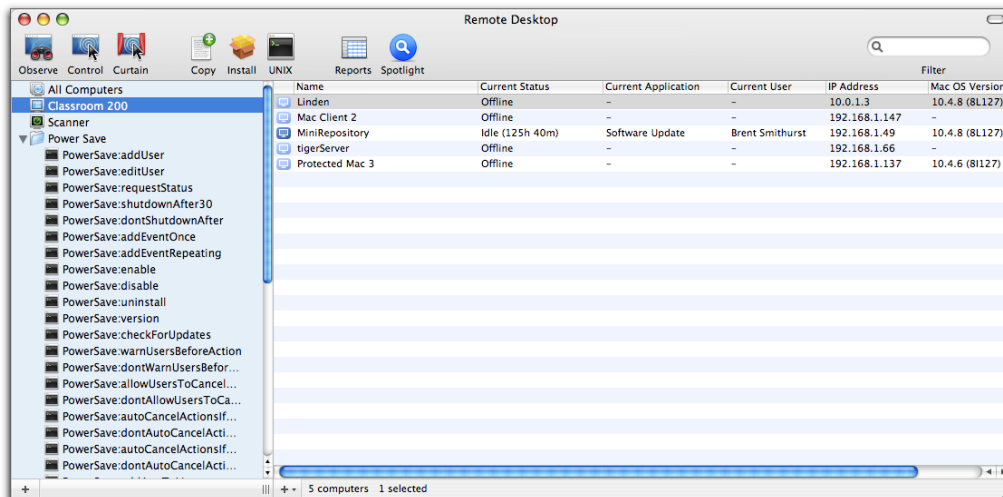 Remote Desktop
Observe Control Curtain Copy Install UNIX Reports Spotlight Filter
All Computers
Classroom 200
Scanner
Power Save
PowerSave:addUser
PowerSave:editUser
PowerSave:requestStatus
PowerSave:shutdownAfter30
PowerSave:dontShutdownAfter
PowerSave:addEventOnce
PowerSave:addEventRepeating
PowerSave:enable
PowerSave:disable
PowerSave:uninstall
PowerSave:version
PowerSave:checkForUpdates
PowerSave:warnUsersBeforeAction
PowerSave:dontWarnUsersBefor...
PowerSave:allowUsersToCancel...
PowerSave:dontAllowUsersToCa...
PowerSave:autoCancelActionsIf...
PowerSave:dontAutoCancelActi...
PowerSave:autoCancelActionsIf...
PowerSave:dontAutoCancelActi...
Name Current Status Current Application Current User IP Address Mac OS Version
Linden Offline – – 10.0.1.3 10.4.8 (8L127)
Mac Client 2 Offline – – 192.168.1.147 –
MiniRepository Idle (125h 40m) Software Update Brent Smithurst 192.168.1.49 10.4.8 (8L127)
tigerServer Offline – – 192.168.1.66 –
Protected Mac 3 Offline – – 192.168.1.137 10.4.6 (8I127)
5 computers 1 selected